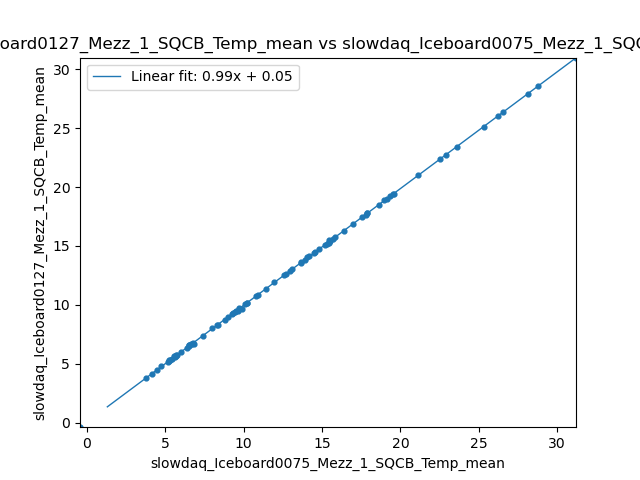 oard0127_Mezz_1_SQCB_Temp_mean vs slowdaq_Iceboard0075_Mezz_1_SQC
Linear fit: 0.99x + 0.05
slowdaq_Iceboard0127_Mezz_1_SQCB_Temp_mean
30
25
20
15
10
5
0
0 5 10 15 20 25 30
slowdaq_Iceboard0075_Mezz_1_SQCB_Temp_mean